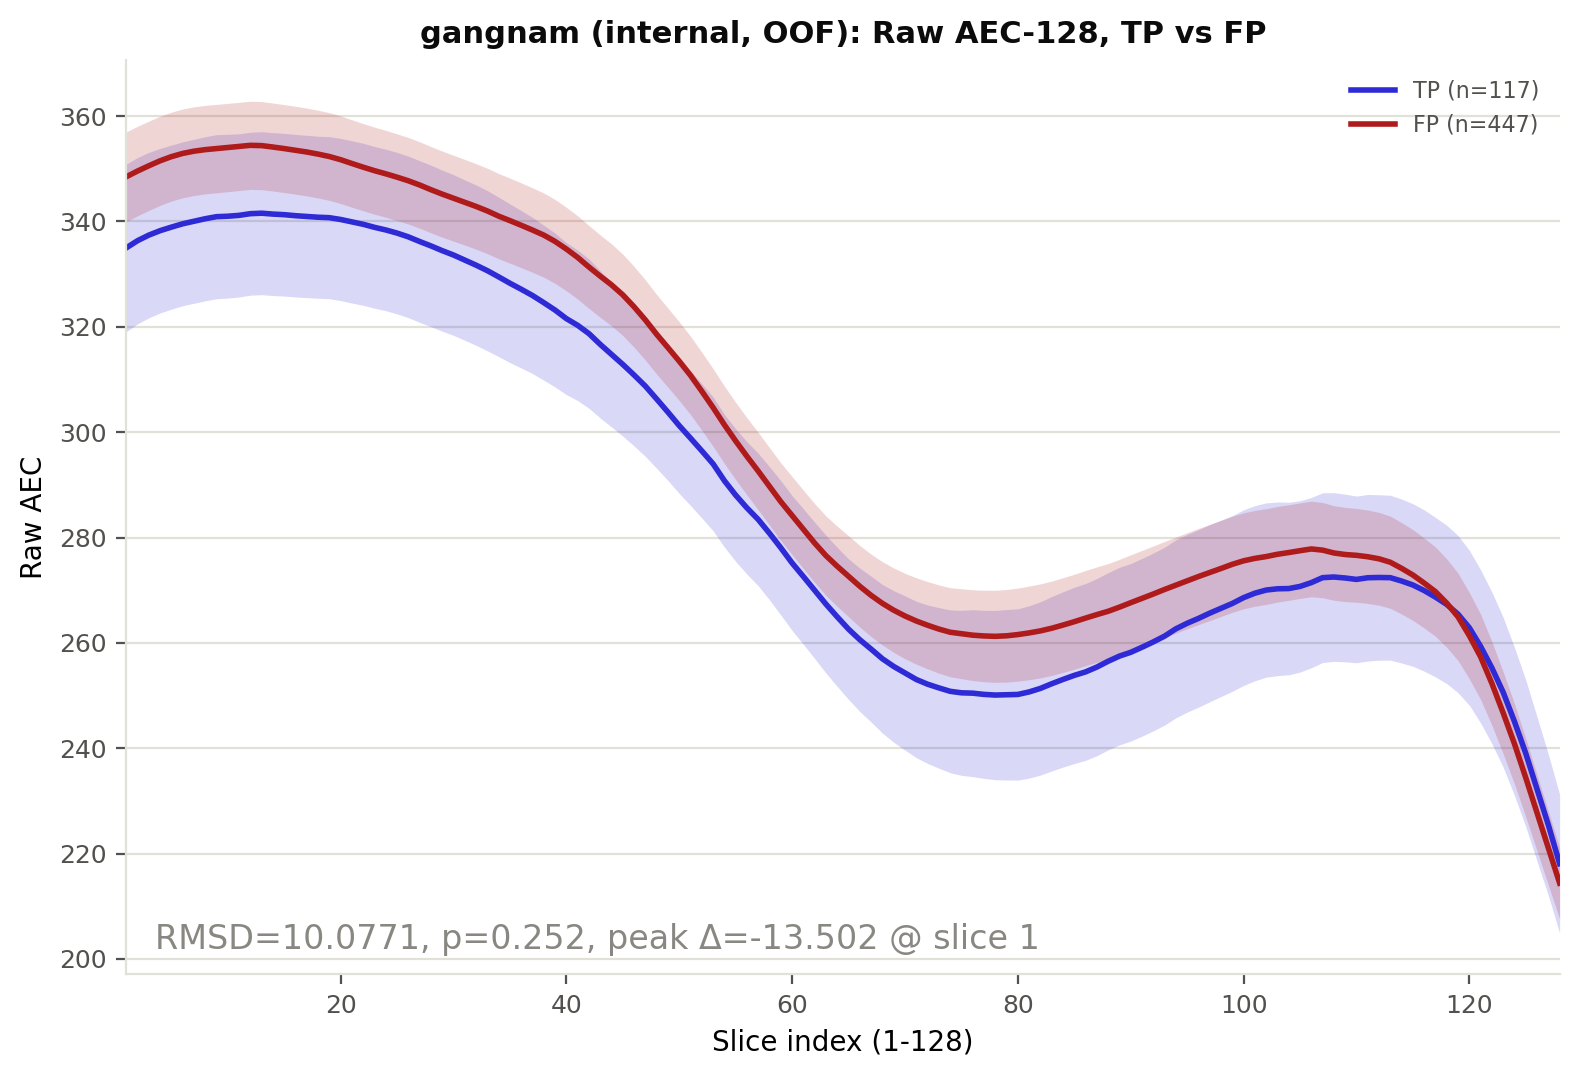 gangnam (internal, OOF): Raw AEC-128, TP vs FP
TP (n=117)
FP (n=447)
360
340
320
300
280
260
240
220
200
Raw AEC
RMSD=10.0771, p=0.252, peak Δ=-13.502 @ slice 1
20 40 60 80 100 120
Slice index (1-128)